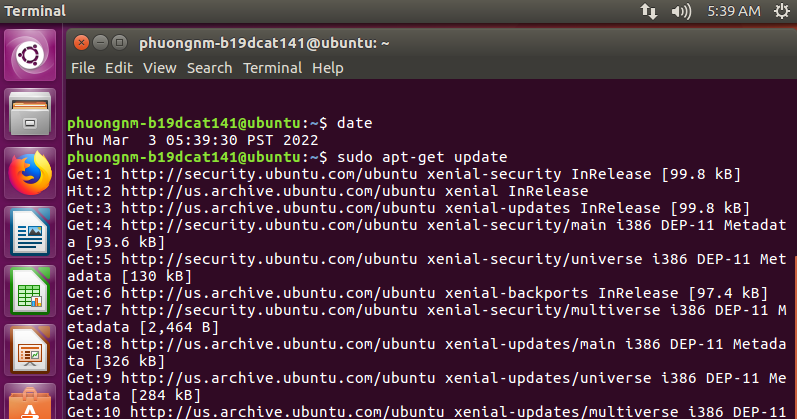 Terminal
5:39 AM
phuongnm-b19dcat141@ubuntu: ~
File Edit View Search Terminal Help
phuongnm-b19dcat141@ubuntu:~$ date
Thu Mar  3 05:39:30 PST 2022
phuongnm-b19dcat141@ubuntu:~$ sudo apt-get update
Get:1 http://security.ubuntu.com/ubuntu xenial-security InRelease [99.8 kB]
Hit:2 http://us.archive.ubuntu.com/ubuntu xenial InRelease
Get:3 http://us.archive.ubuntu.com/ubuntu xenial-updates InRelease [99.8 kB]
Get:4 http://security.ubuntu.com/ubuntu xenial-security/main i386 DEP-11 Metadat
a [93.6 kB]
Get:5 http://security.ubuntu.com/ubuntu xenial-security/universe i386 DEP-11 Met
adata [130 kB]
Get:6 http://us.archive.ubuntu.com/ubuntu xenial-backports InRelease [97.4 kB]
Get:7 http://security.ubuntu.com/ubuntu xenial-security/multiverse i386 DEP-11 M
etadata [2,464 B]
Get:8 http://us.archive.ubuntu.com/ubuntu xenial-updates/main i386 DEP-11 Metada
ta [326 kB]
Get:9 http://us.archive.ubuntu.com/ubuntu xenial-updates/universe i386 DEP-11 Me
tadata [284 kB]
Get:10 http://us.archive.ubuntu.com/ubuntu xenial-updates/multiverse i386 DEP-11